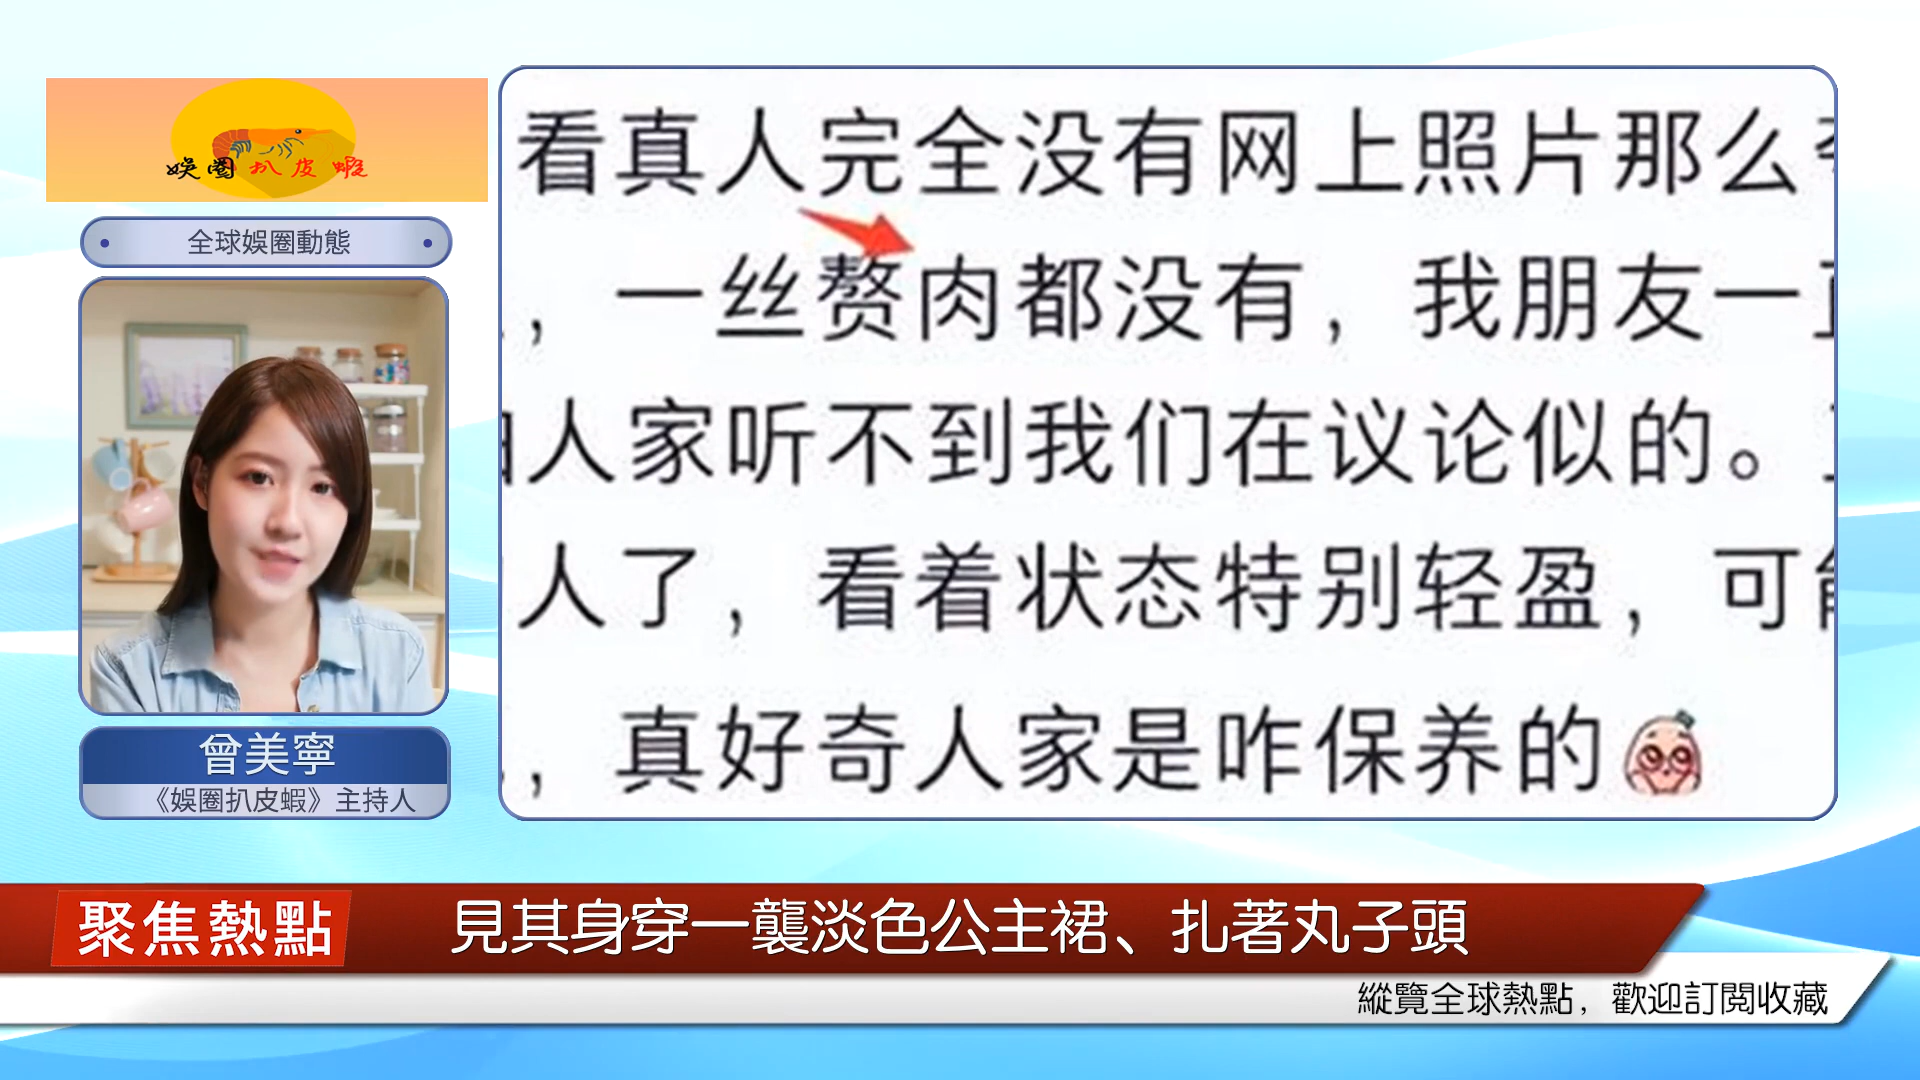 娛圈扒皮蝦
全球娛圈動態
曾美寧
《娛圈扒皮蝦》主持人
看真人完全没有网上照片那么
，一丝赘肉都没有，我朋友一
人家听不到我们在议论似的。
人了，看着状态特别轻盈，可
，真好奇人家是咋保养的
聚焦熱點
見其身穿一襲淡色公主裙、扎著丸子頭
縱覽全球熱點，歡迎訂閲收藏